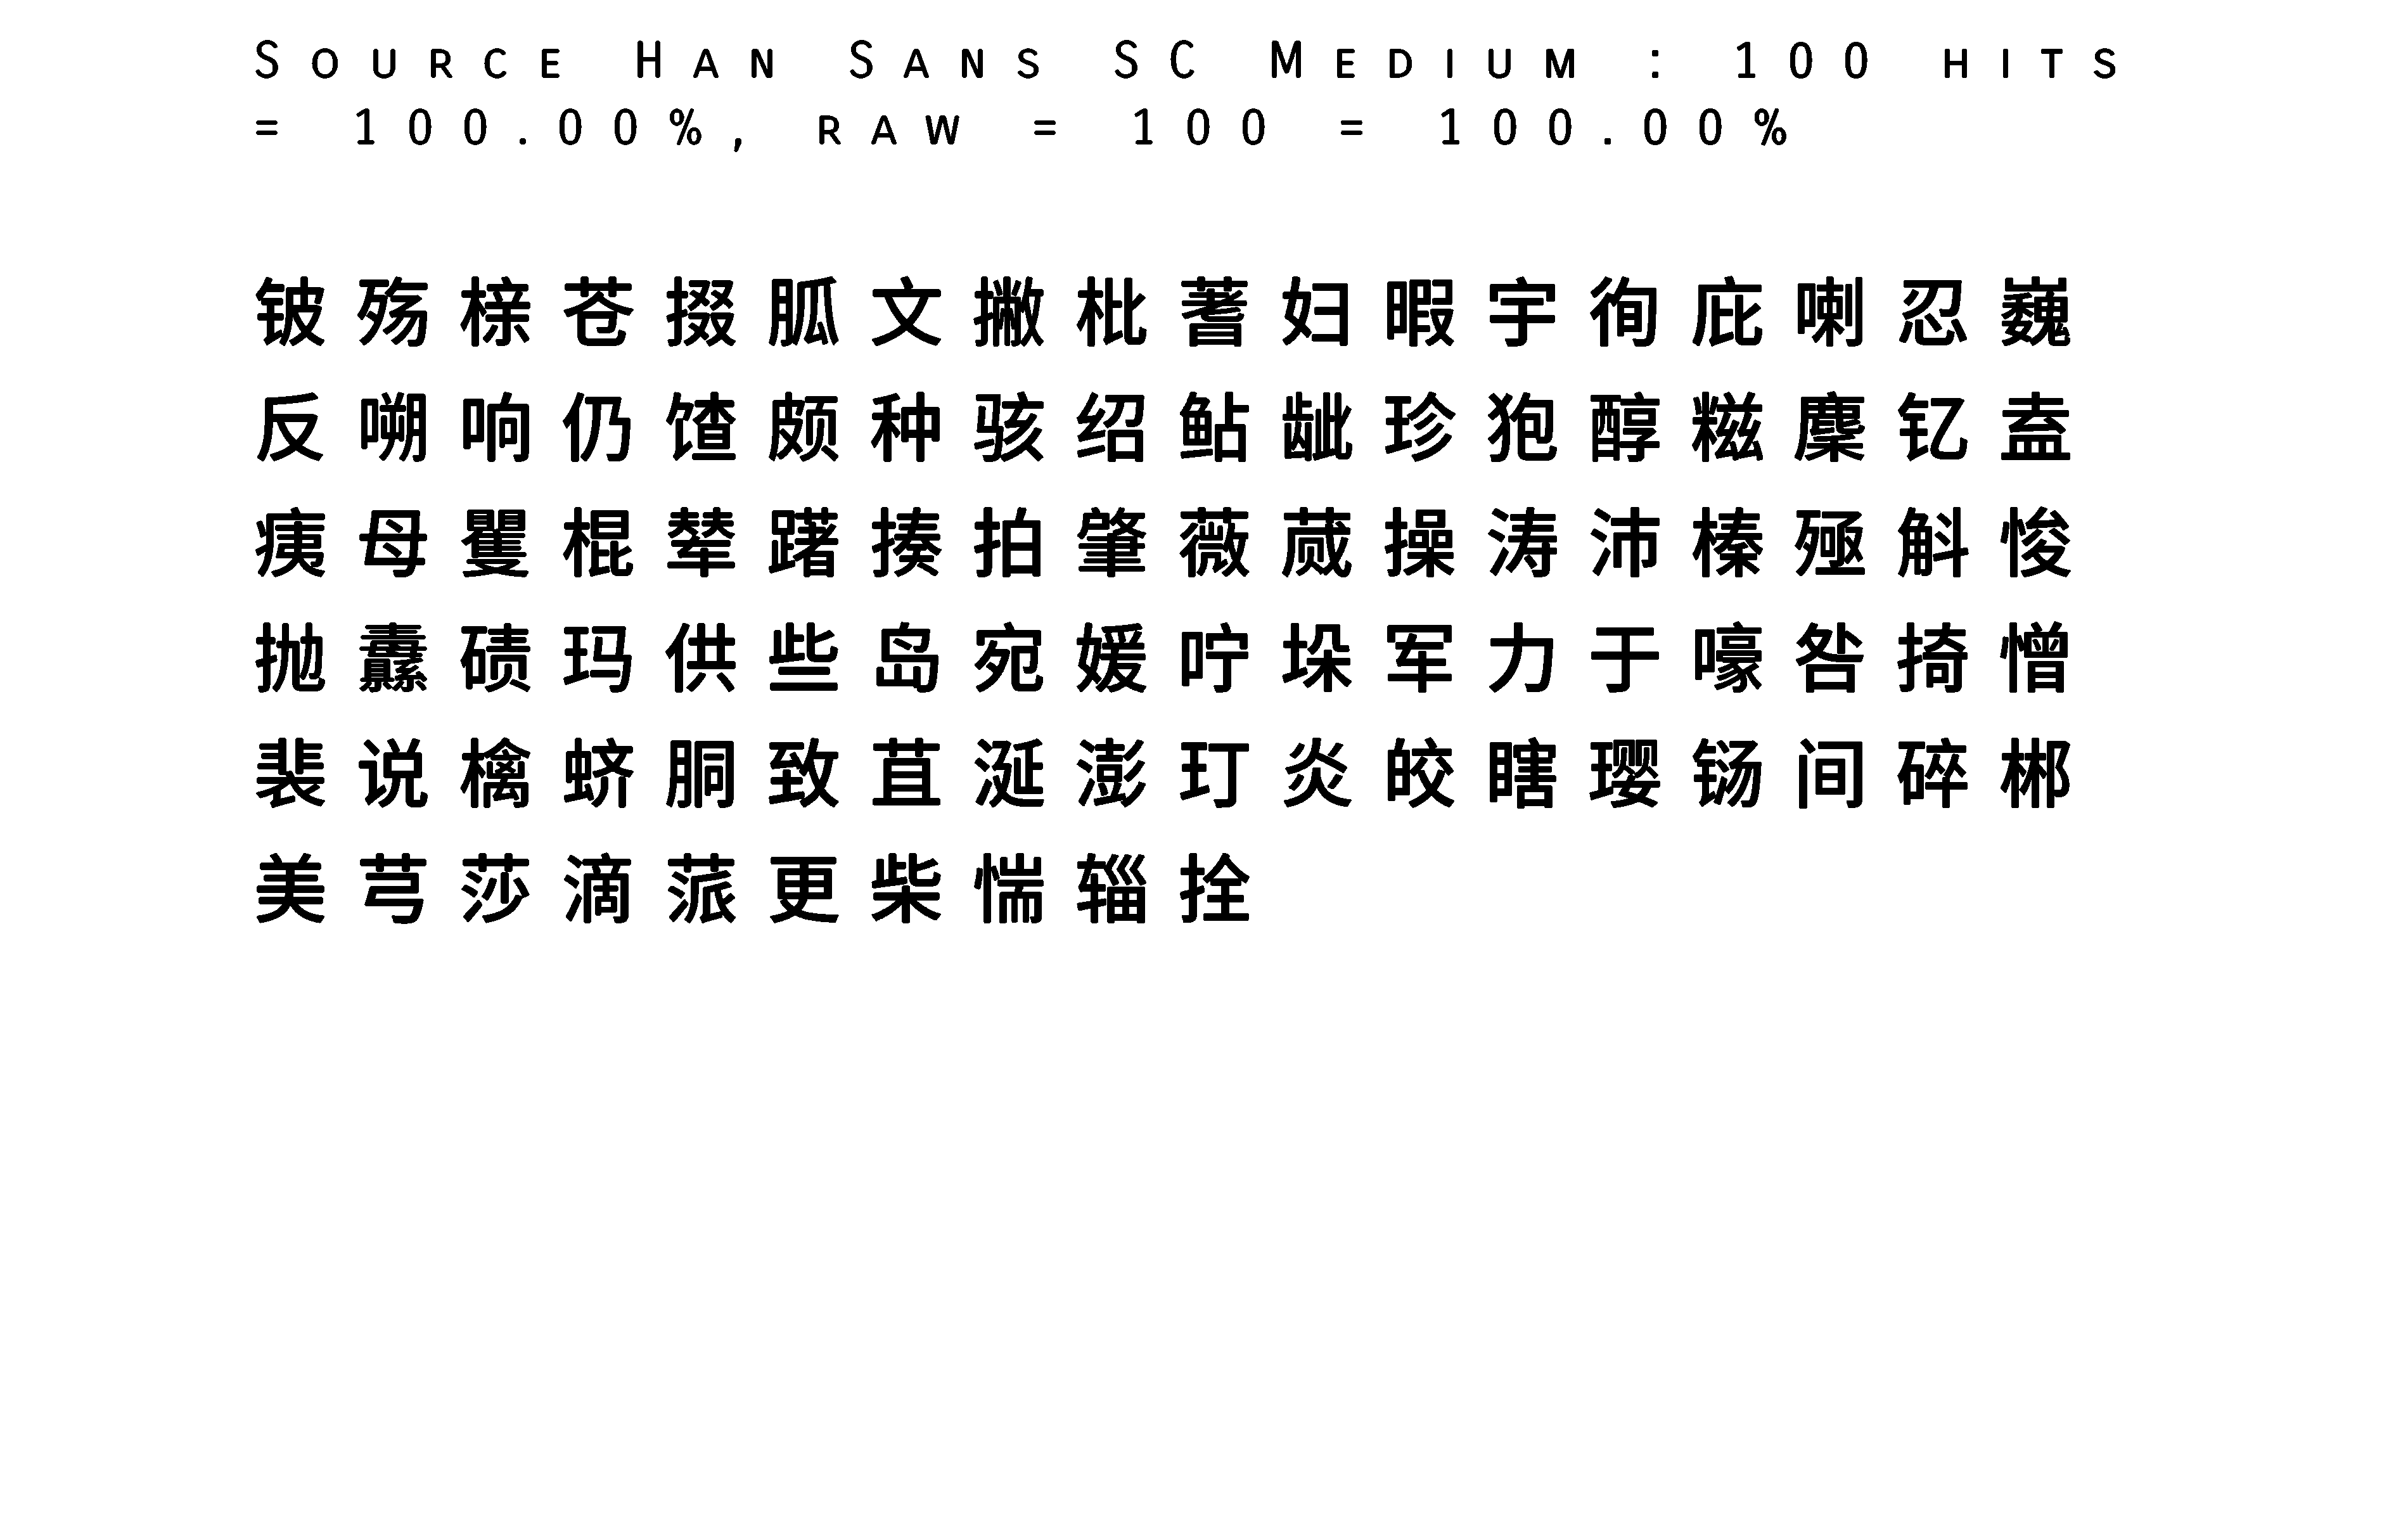 Source Han Sans SC Medium : 100 hits
= 100.00%, raw = 100 = 100.00%
铍殇榇苍掇胍文撇枇蓍妇暇宇徇庇喇忍巍
反嗍响仍馇颇种骇绍鲇龇珍狍醇糍麇钇盍
痍母矍棍辇躇揍拍肇薇葳操涛沛榛殛斛悛
抛纛碛玛供些岛宛媛咛垛军力于嚎咎掎憎
裴说檎蛴胴致苴涎澎玎炎皎瞎璎钖间碎郴
美芎莎滴蒎更柴惴辎拴